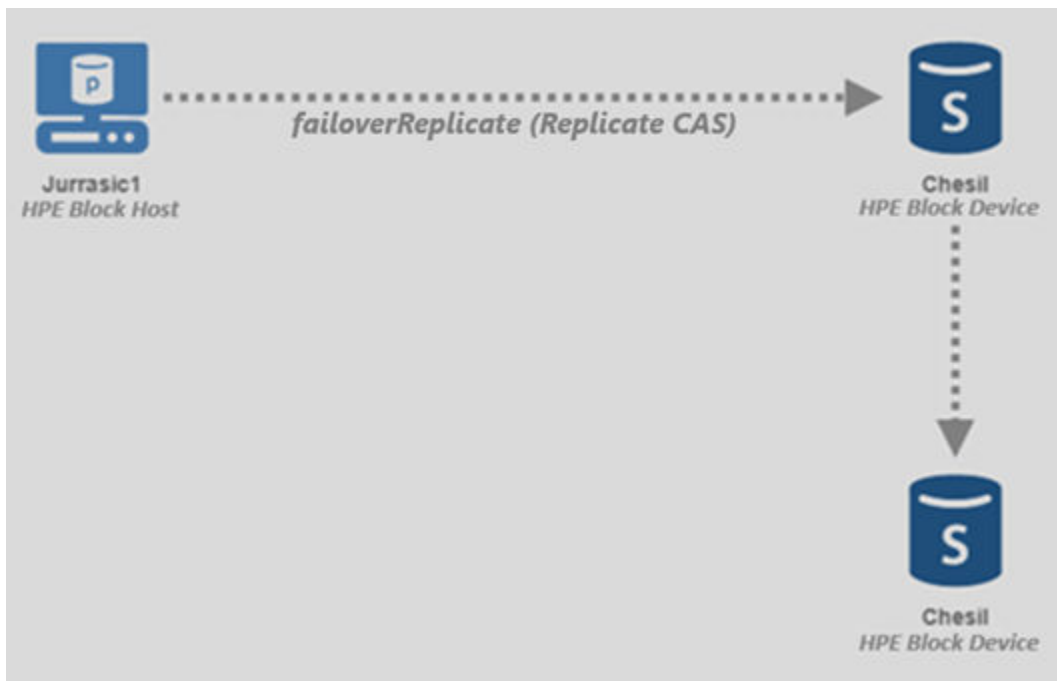 P
failoverReplicate (Replicate CAS)
S
Jurrasic1
HPE Block Host
Chesil
HPE Block Device
S
Chesil
HPE Block Device